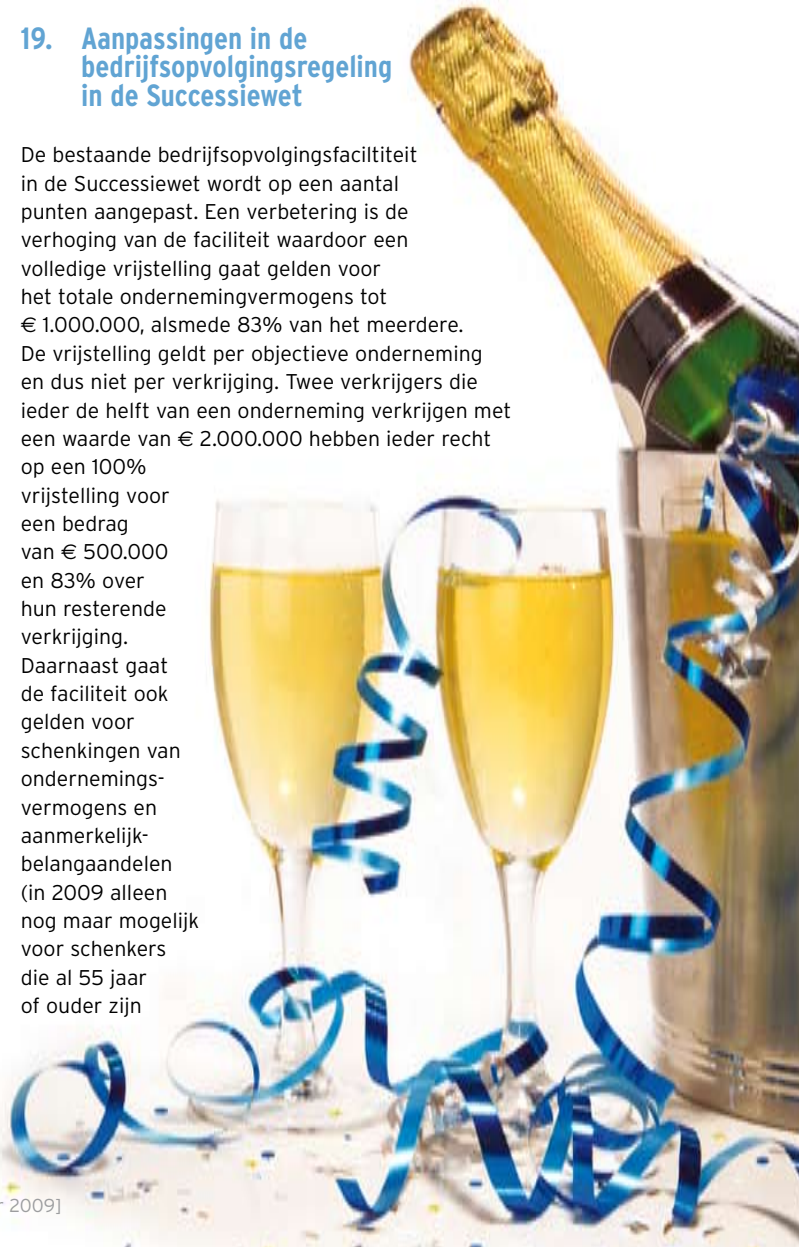 19. Aanpassingen in de
bedrijfsopvolgingsregeling
in de Successiewet
De bestaande bedrijfsopvolgingsfaciltiteit
in de Successiewet wordt op een aantal
punten aangepast. Een verbetering is de
verhoging van de faciliteit waardoor een
volledige vrijstelling gaat gelden voor
het totale ondernemingvermogens tot
€ 1.000.000, alsmede 83% van het meerdere.
De vrijstelling geldt per objectieve onderneming
en dus niet per verkrijging. Twee verkrijgers die
ieder de helft van een onderneming verkrijgen met
een waarde van € 2.000.000 hebben ieder recht
op een 100%
vrijstelling voor
een bedrag
van € 500.000
en 83% over
hun resterende
verkrijging.
Daarnaast gaat
de faciliteit ook
gelden voor
schenkingen van
ondernemings-
vermogens en
aanmerkelijk-
belangaandelen
(in 2009 alleen
nog maar mogelijk
voor schenkers
die al 55 jaar
of ouder zijn
2009]